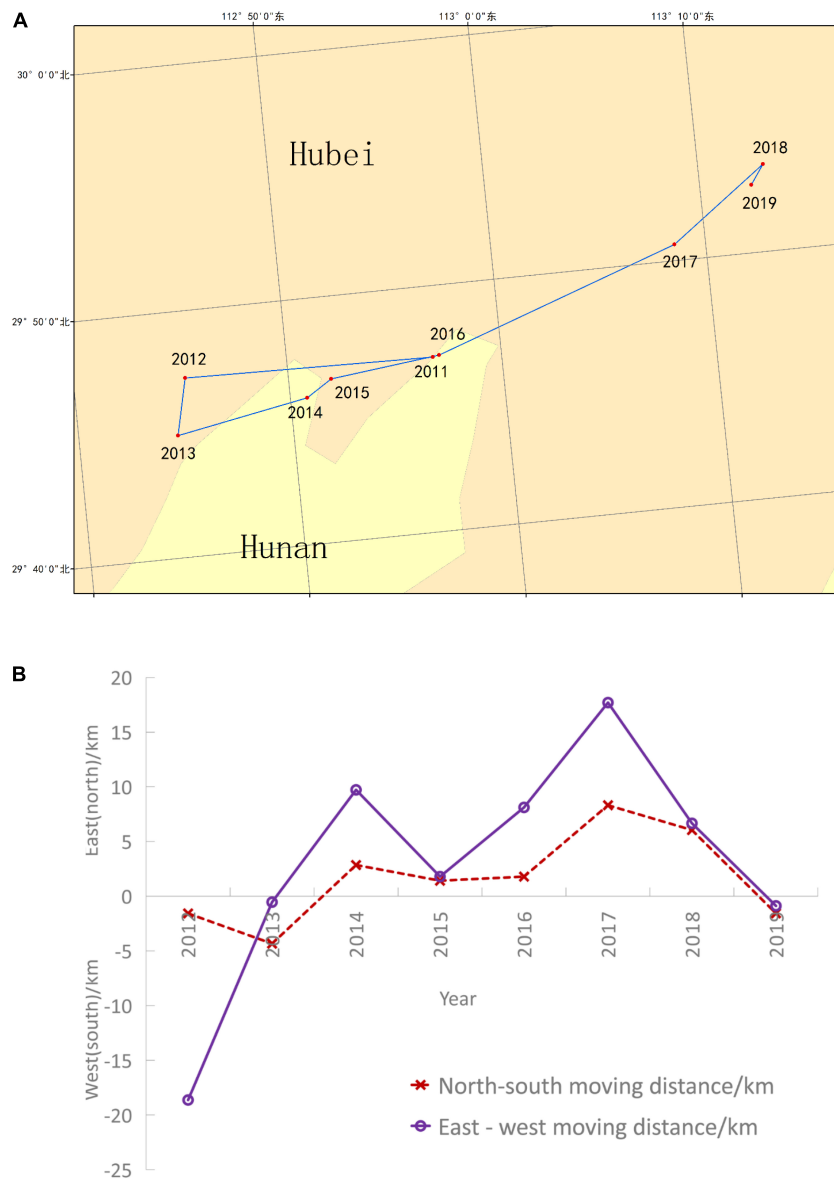 A
112° 50′0″东
113° 0′0″东
113° 10′0″东
30° 0′0″北
Hubei
2018
2019
2017
29° 50′0″北
2016
2012
2011
2015
2014
2013
Hunan
29° 40′0″北
B
20
15
10
5
0
-5
-10
-15
-20
-25
East(north)/km
West(south)/km
2012
2013
2014
2015
2016
2017
2018
2019
Year
North-south moving distance/km
East - west moving distance/km